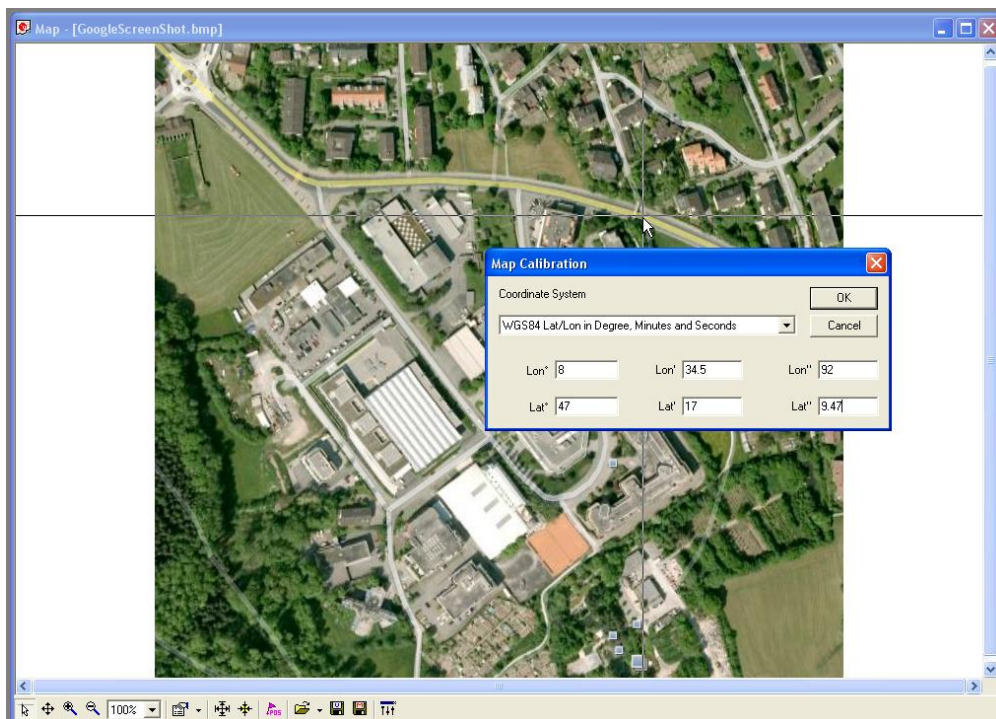 Map - [GoogleScreenShot.bmp]
Map Calibration
Coordinate System
OK
WGS84 Lat/Lon in Degree, Minutes and Seconds
Cancel
Lon° 8 Lon' 34.5 Lon'' 92
Lat° 47 Lat' 17 Lat'' 9.47
100%
POS